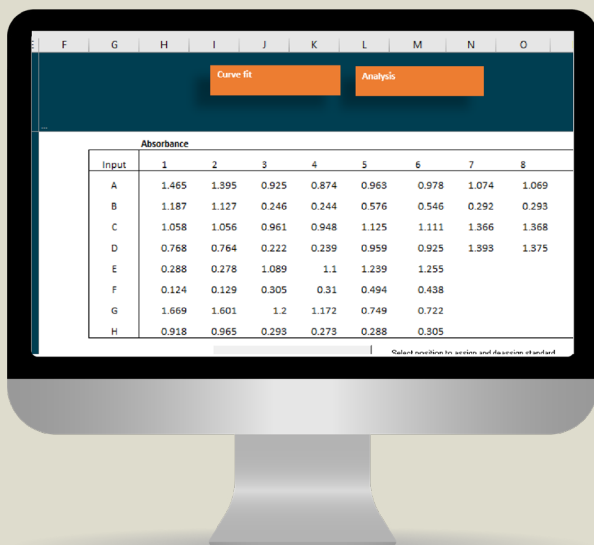 E F G H I J K L M N O
Curve fit Analysis
Absorbance
Input 1 2 3 4 5 6 7 8
A 1.465 1.395 0.925 0.874 0.963 0.978 1.074 1.069
B 1.187 1.127 0.246 0.244 0.576 0.546 0.292 0.293
C 1.058 1.056 0.961 0.948 1.125 1.111 1.366 1.368
D 0.768 0.764 0.222 0.239 0.959 0.925 1.393 1.375
E 0.288 0.278 1.089 1.1 1.239 1.255
F 0.124 0.129 0.305 0.31 0.494 0.438
G 1.669 1.601 1.2 1.172 0.749 0.722
H 0.918 0.965 0.293 0.273 0.288 0.305
Select position to assign and deassign standard